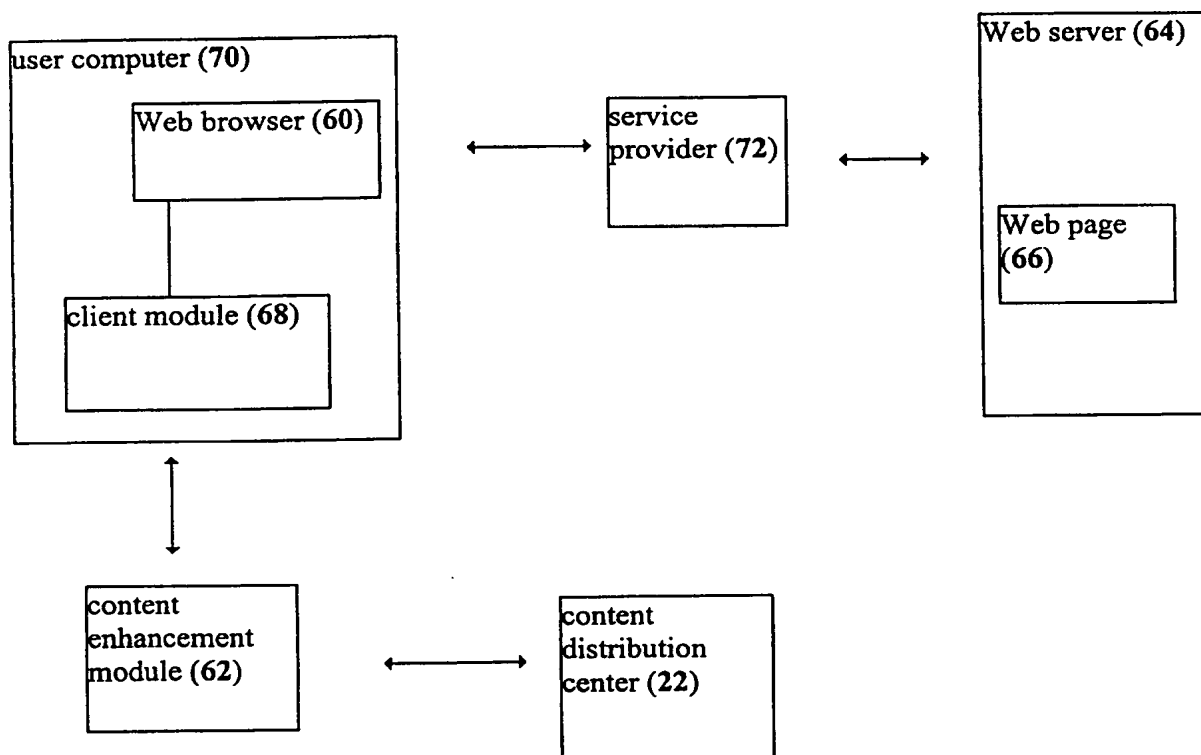 user computer (70)
Web browser (60)
client module (68)
service
provider (72)
Web server (64)
Web page
(66)
content
enhancement
module (62)
content
distribution
center (22)